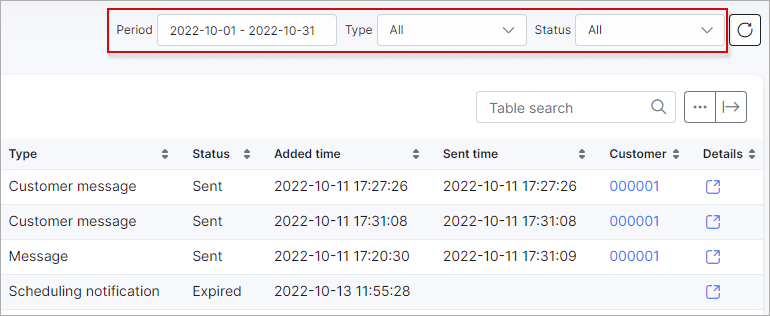 Period 2022-10-01 - 2022-10-31 Type All Status All
Table search
Type Status Added time Sent time Customer Details
Customer message Sent 2022-10-11 17:27:26 2022-10-11 17:27:26 000001
Customer message Sent 2022-10-11 17:31:08 2022-10-11 17:31:08 000001
Message Sent 2022-10-11 17:20:30 2022-10-11 17:31:09 000001
Scheduling notification Expired 2022-10-13 11:55:28